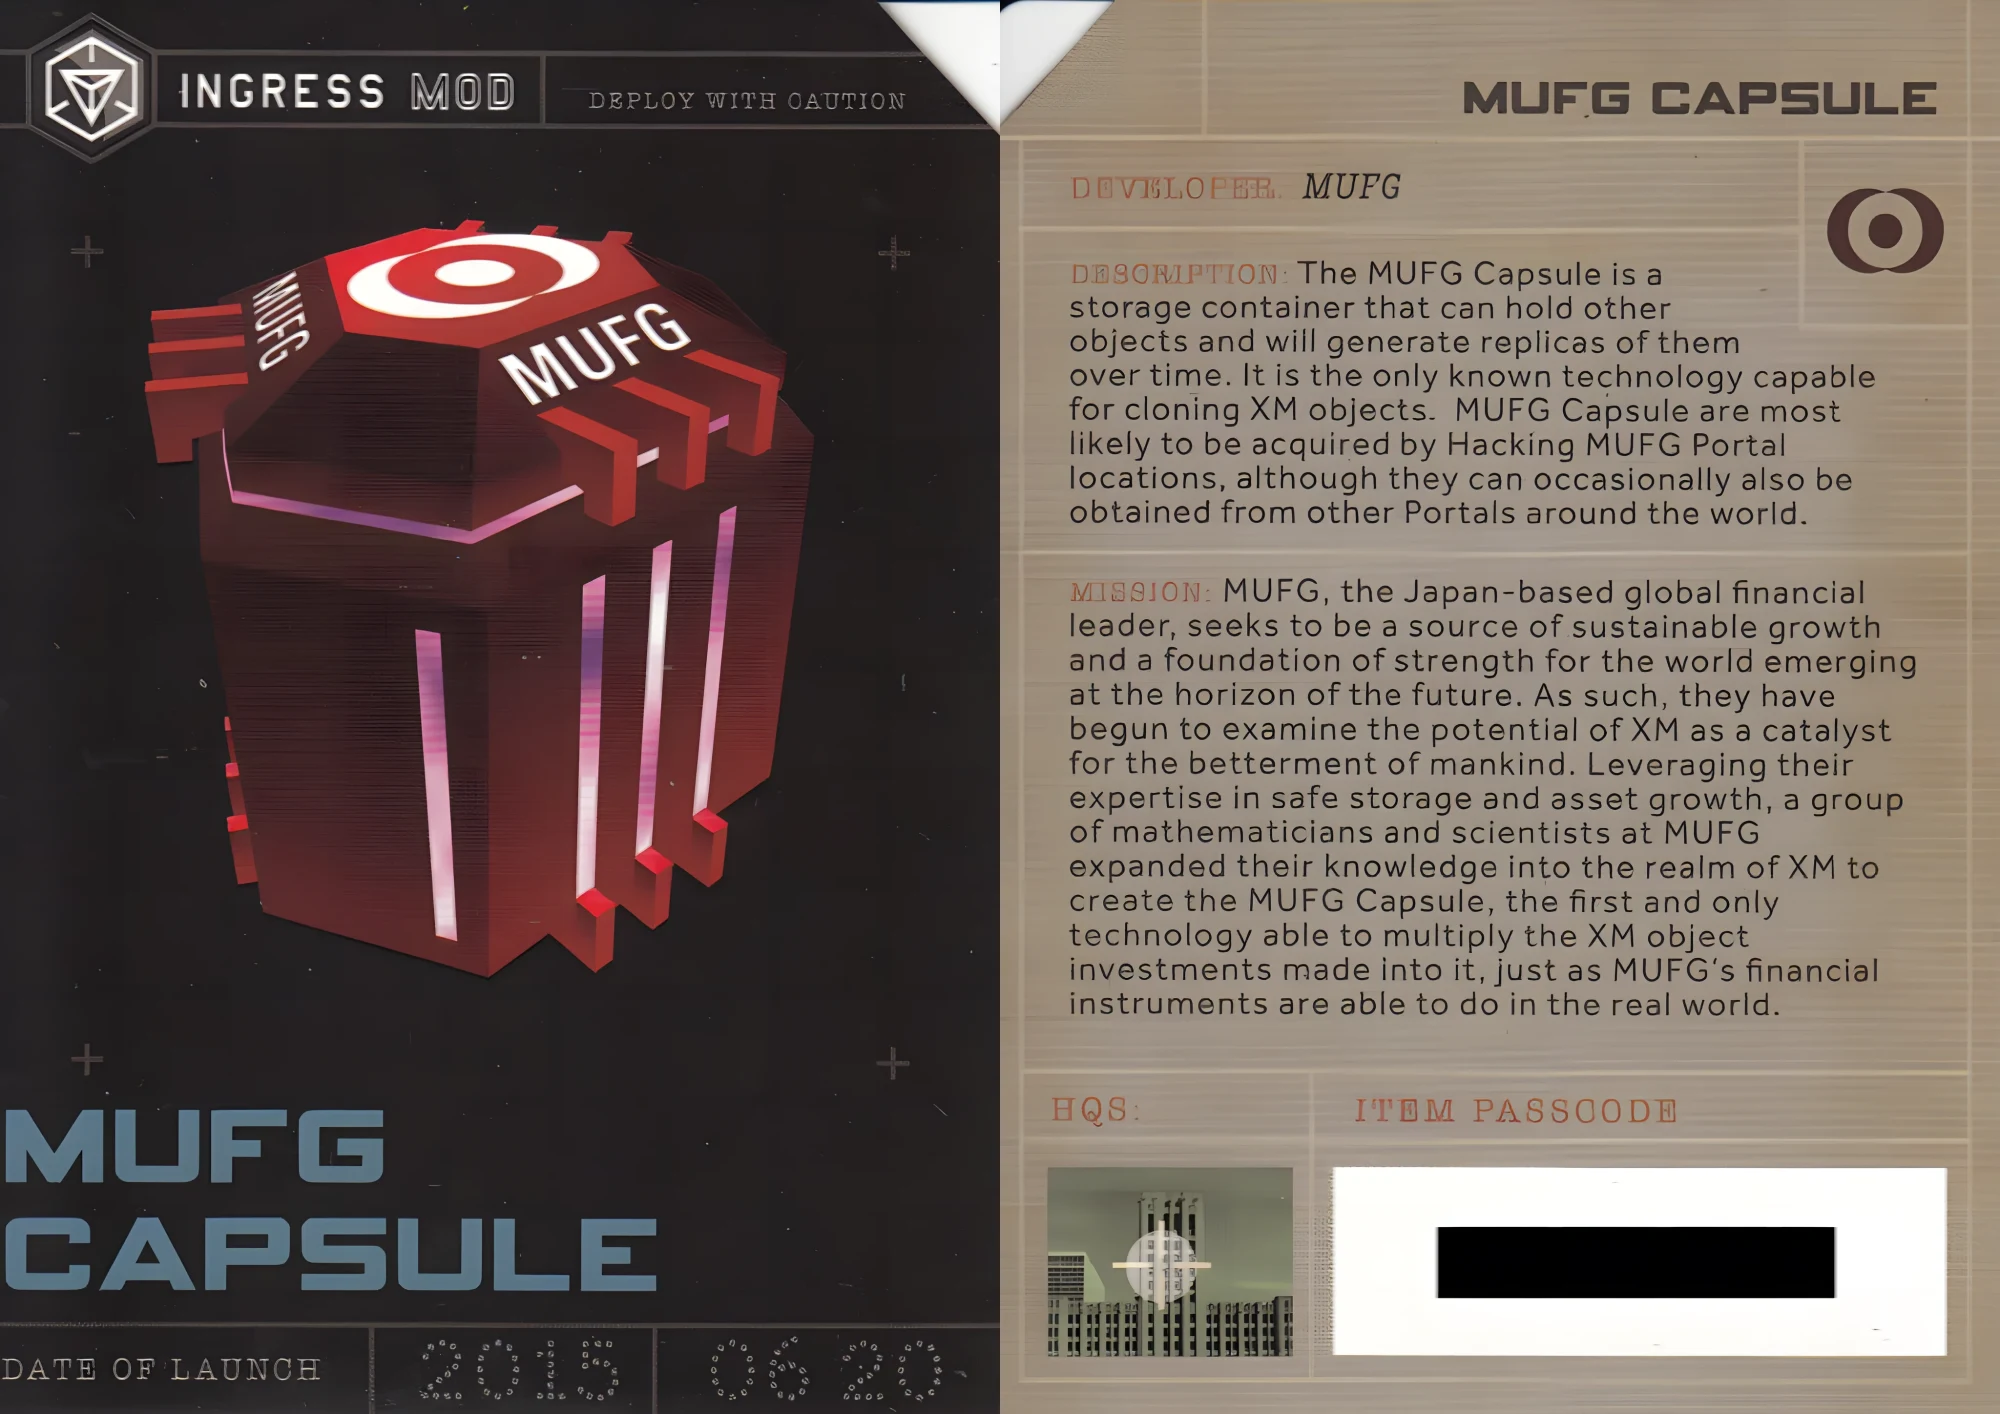 INGRESS MOD
DEPLOY WITH CAUTION
MUFG
MUFG
MUFG
CAPSULE
DATE OF LAUNCH
2015
06 20
MUFG CAPSULE
DEVELOPER: MUFG
DESCRIPTION: The MUFG Capsule is a
storage container that can hold other
objects and will generate replicas of them
over time. It is the only known technology capable
for cloning XM objects.  MUFG Capsule are most
likely to be acquired by Hacking MUFG Portal
locations, although they can occasionally also be
obtained from other Portals around the world.
MISSION: MUFG, the Japan-based global financial
leader, seeks to be a source of sustainable growth
and a foundation of strength for the world emerging
at the horizon of the future. As such, they have
begun to examine the potential of XM as a catalyst
for the betterment of mankind. Leveraging their
expertise in safe storage and asset growth, a group
of mathematicians and scientists at MUFG
expanded their knowledge into the realm of XM to
create the MUFG Capsule, the first and only
technology able to multiply the XM object
investments made into it, just as MUFG's financial
instruments are able to do in the real world.
HQS:
ITEM PASSCODE